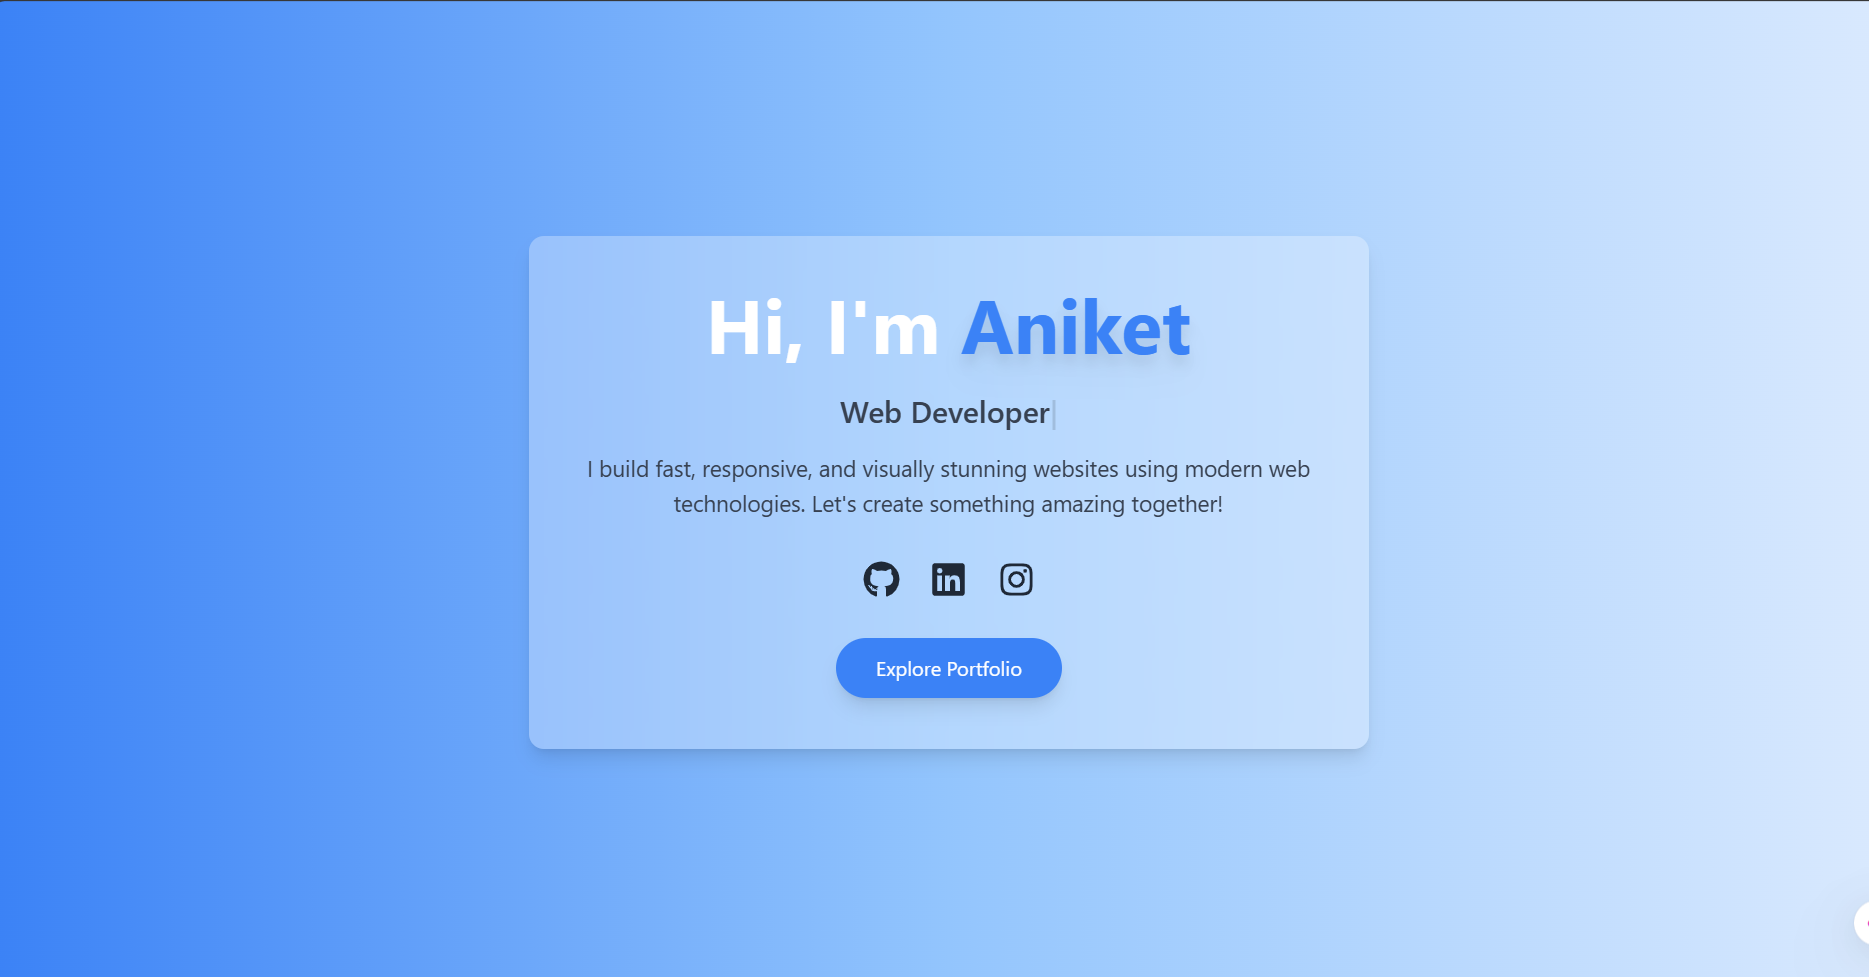 Hi, I'm Aniket
Web Developer|
I build fast, responsive, and visually stunning websites using modern web
technologies. Let's create something amazing together!
in
Explore Portfolio